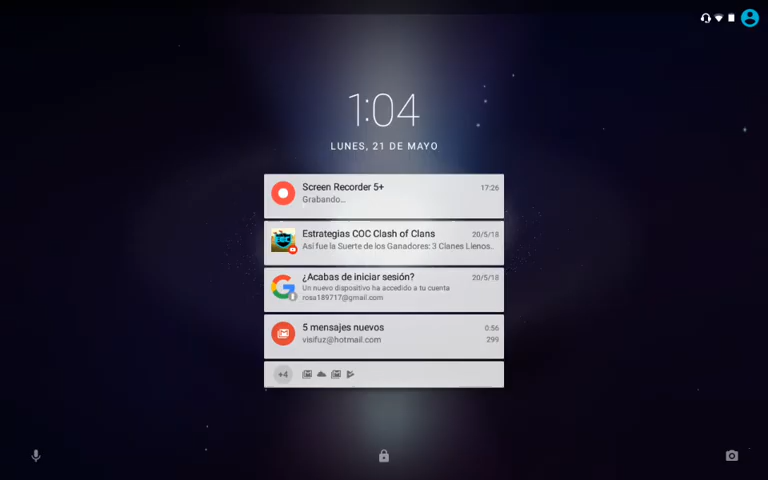 1:04
LUNES, 21 DE MAYO
Screen Recorder 5+ 17:26
Grabando...
Estrategias COC Clash of Clans 20/5/18
Así fue la Suerte de los Ganadores: 3 Clanes Llenos..
¿Acabas de iniciar sesión? 20/5/18
Un nuevo dispositivo ha accedido a tu cuenta
rosa189717@gmail.com
5 mensajes nuevos 0:56
visifuz@hotmail.com 299
+4